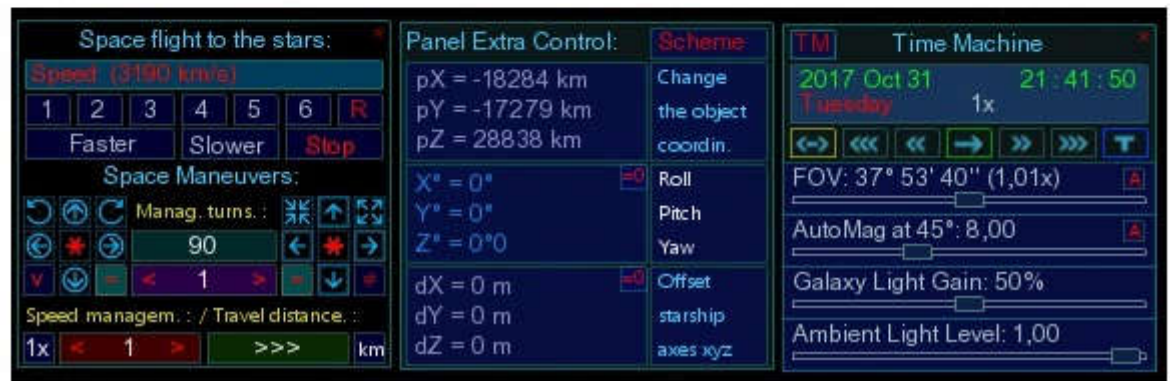 Space flight to the stars:
Speed (3190 km/s)
1 2 3 4 5 6 R
Faster Slower Stop
Space Maneuvers:
Manag. turns. :
90
v = < 1 > = #
Speed managem. : / Travel distance. :
1x < 1 > >>> km
Panel Extra Control: Scheme
pX = -18284 km Change
pY = -17279 km the object
pZ = 28838 km coordin.
X° = 0° =0 Roll
Y° = 0° Pitch
Z° = 0°0 Yaw
dX = 0 m =0 Offset
dY = 0 m starship
dZ = 0 m axes xyz
TM Time Machine
2017 Oct 31 21 : 41 : 50
Tuesday 1x
FOV: 37° 53' 40'' (1,01x) A
AutoMag at 45°: 8,00 A
Galaxy Light Gain: 50%
Ambient Light Level: 1,00